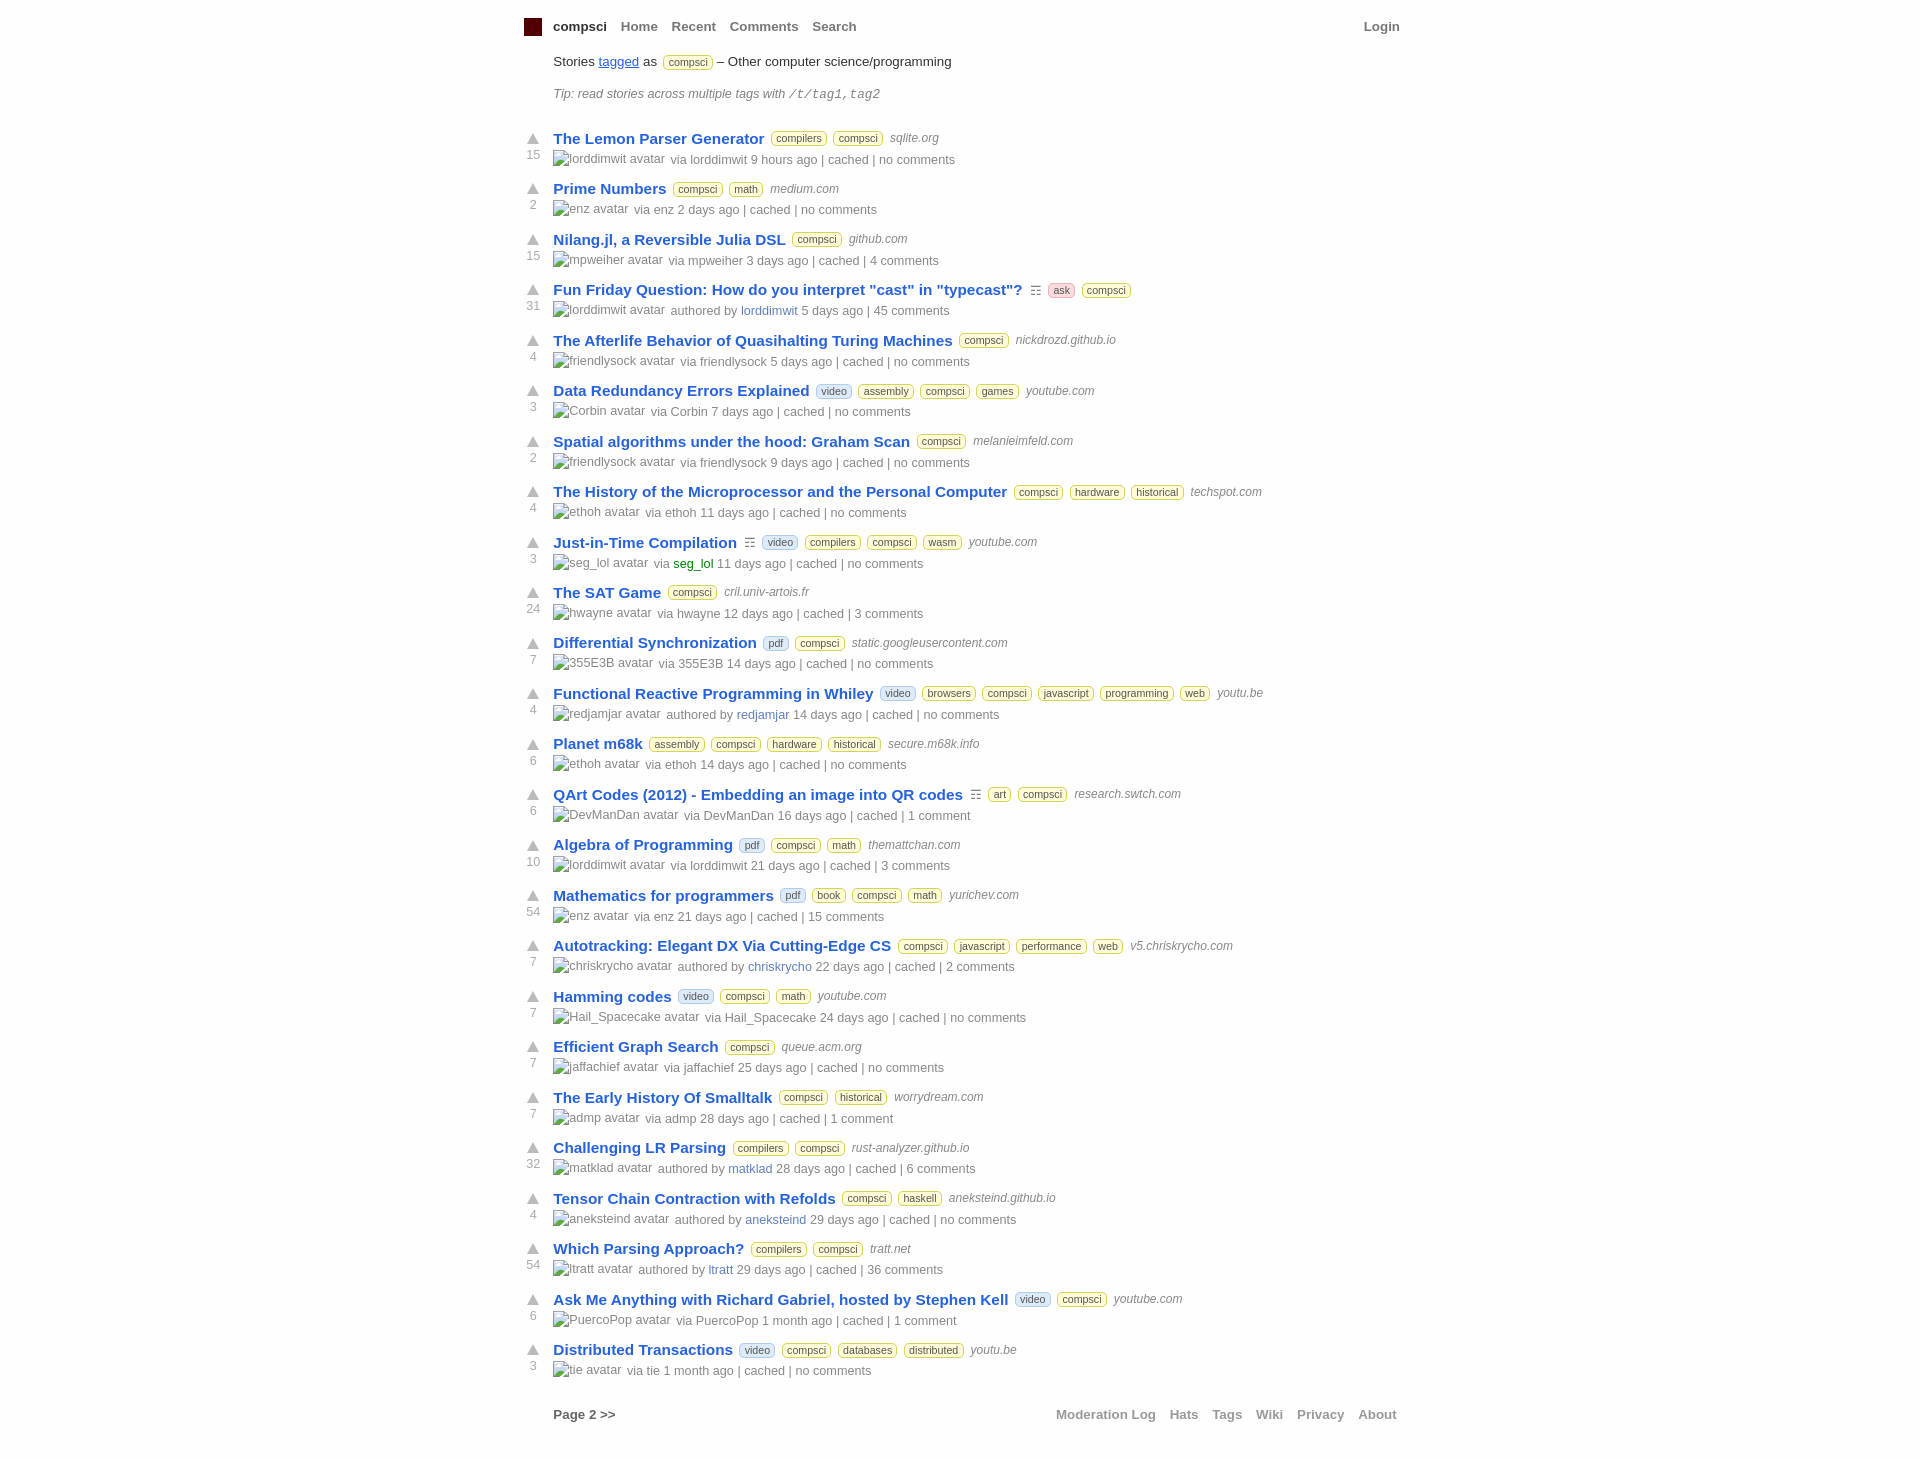 compsci Home Recent Comments Search Login
Stories tagged as compsci – Other computer science/programming
Tip: read stories across multiple tags with /t/tag1,tag2
The Lemon Parser Generator compilers compsci sqlite.org
15 lorddimwit avatar via lorddimwit 9 hours ago | cached | no comments
Prime Numbers compsci math medium.com
2 enz avatar via enz 2 days ago | cached | no comments
Nilang.jl, a Reversible Julia DSL compsci github.com
15 mpweiher avatar via mpweiher 3 days ago | cached | 4 comments
Fun Friday Question: How do you interpret "cast" in "typecast"? ☶ ask compsci
31 lorddimwit avatar authored by lorddimwit 5 days ago | 45 comments
The Afterlife Behavior of Quasihalting Turing Machines compsci nickdrozd.github.io
4 friendlysock avatar via friendlysock 5 days ago | cached | no comments
Data Redundancy Errors Explained video assembly compsci games youtube.com
3 Corbin avatar via Corbin 7 days ago | cached | no comments
Spatial algorithms under the hood: Graham Scan compsci melanieimfeld.com
2 friendlysock avatar via friendlysock 9 days ago | cached | no comments
The History of the Microprocessor and the Personal Computer compsci hardware historical techspot.com
4 ethoh avatar via ethoh 11 days ago | cached | no comments
Just-in-Time Compilation ☶ video compilers compsci wasm youtube.com
3 seg_lol avatar via seg_lol 11 days ago | cached | no comments
The SAT Game compsci cril.univ-artois.fr
24 hwayne avatar via hwayne 12 days ago | cached | 3 comments
Differential Synchronization pdf compsci static.googleusercontent.com
7 355E3B avatar via 355E3B 14 days ago | cached | no comments
Functional Reactive Programming in Whiley video browsers compsci javascript programming web youtu.be
4 redjamjar avatar authored by redjamjar 14 days ago | cached | no comments
Planet m68k assembly compsci hardware historical secure.m68k.info
6 ethoh avatar via ethoh 14 days ago | cached | no comments
QArt Codes (2012) - Embedding an image into QR codes ☶ art compsci research.swtch.com
6 DevManDan avatar via DevManDan 16 days ago | cached | 1 comment
Algebra of Programming pdf compsci math themattchan.com
10 lorddimwit avatar via lorddimwit 21 days ago | cached | 3 comments
Mathematics for programmers pdf book compsci math yurichev.com
54 enz avatar via enz 21 days ago | cached | 15 comments
Autotracking: Elegant DX Via Cutting-Edge CS compsci javascript performance web v5.chriskrycho.com
7 chriskrycho avatar authored by chriskrycho 22 days ago | cached | 2 comments
Hamming codes video compsci math youtube.com
7 Hail_Spacecake avatar via Hail_Spacecake 24 days ago | cached | no comments
Efficient Graph Search compsci queue.acm.org
7 jaffachief avatar via jaffachief 25 days ago | cached | no comments
The Early History Of Smalltalk compsci historical worrydream.com
7 admp avatar via admp 28 days ago | cached | 1 comment
Challenging LR Parsing compilers compsci rust-analyzer.github.io
32 matklad avatar authored by matklad 28 days ago | cached | 6 comments
Tensor Chain Contraction with Refolds compsci haskell aneksteind.github.io
4 aneksteind avatar authored by aneksteind 29 days ago | cached | no comments
Which Parsing Approach? compilers compsci tratt.net
54 ltratt avatar authored by ltratt 29 days ago | cached | 36 comments
Ask Me Anything with Richard Gabriel, hosted by Stephen Kell video compsci youtube.com
6 PuercoPop avatar via PuercoPop 1 month ago | cached | 1 comment
Distributed Transactions video compsci databases distributed youtu.be
3 tie avatar via tie 1 month ago | cached | no comments
Page 2 >> Moderation Log Hats Tags Wiki Privacy About